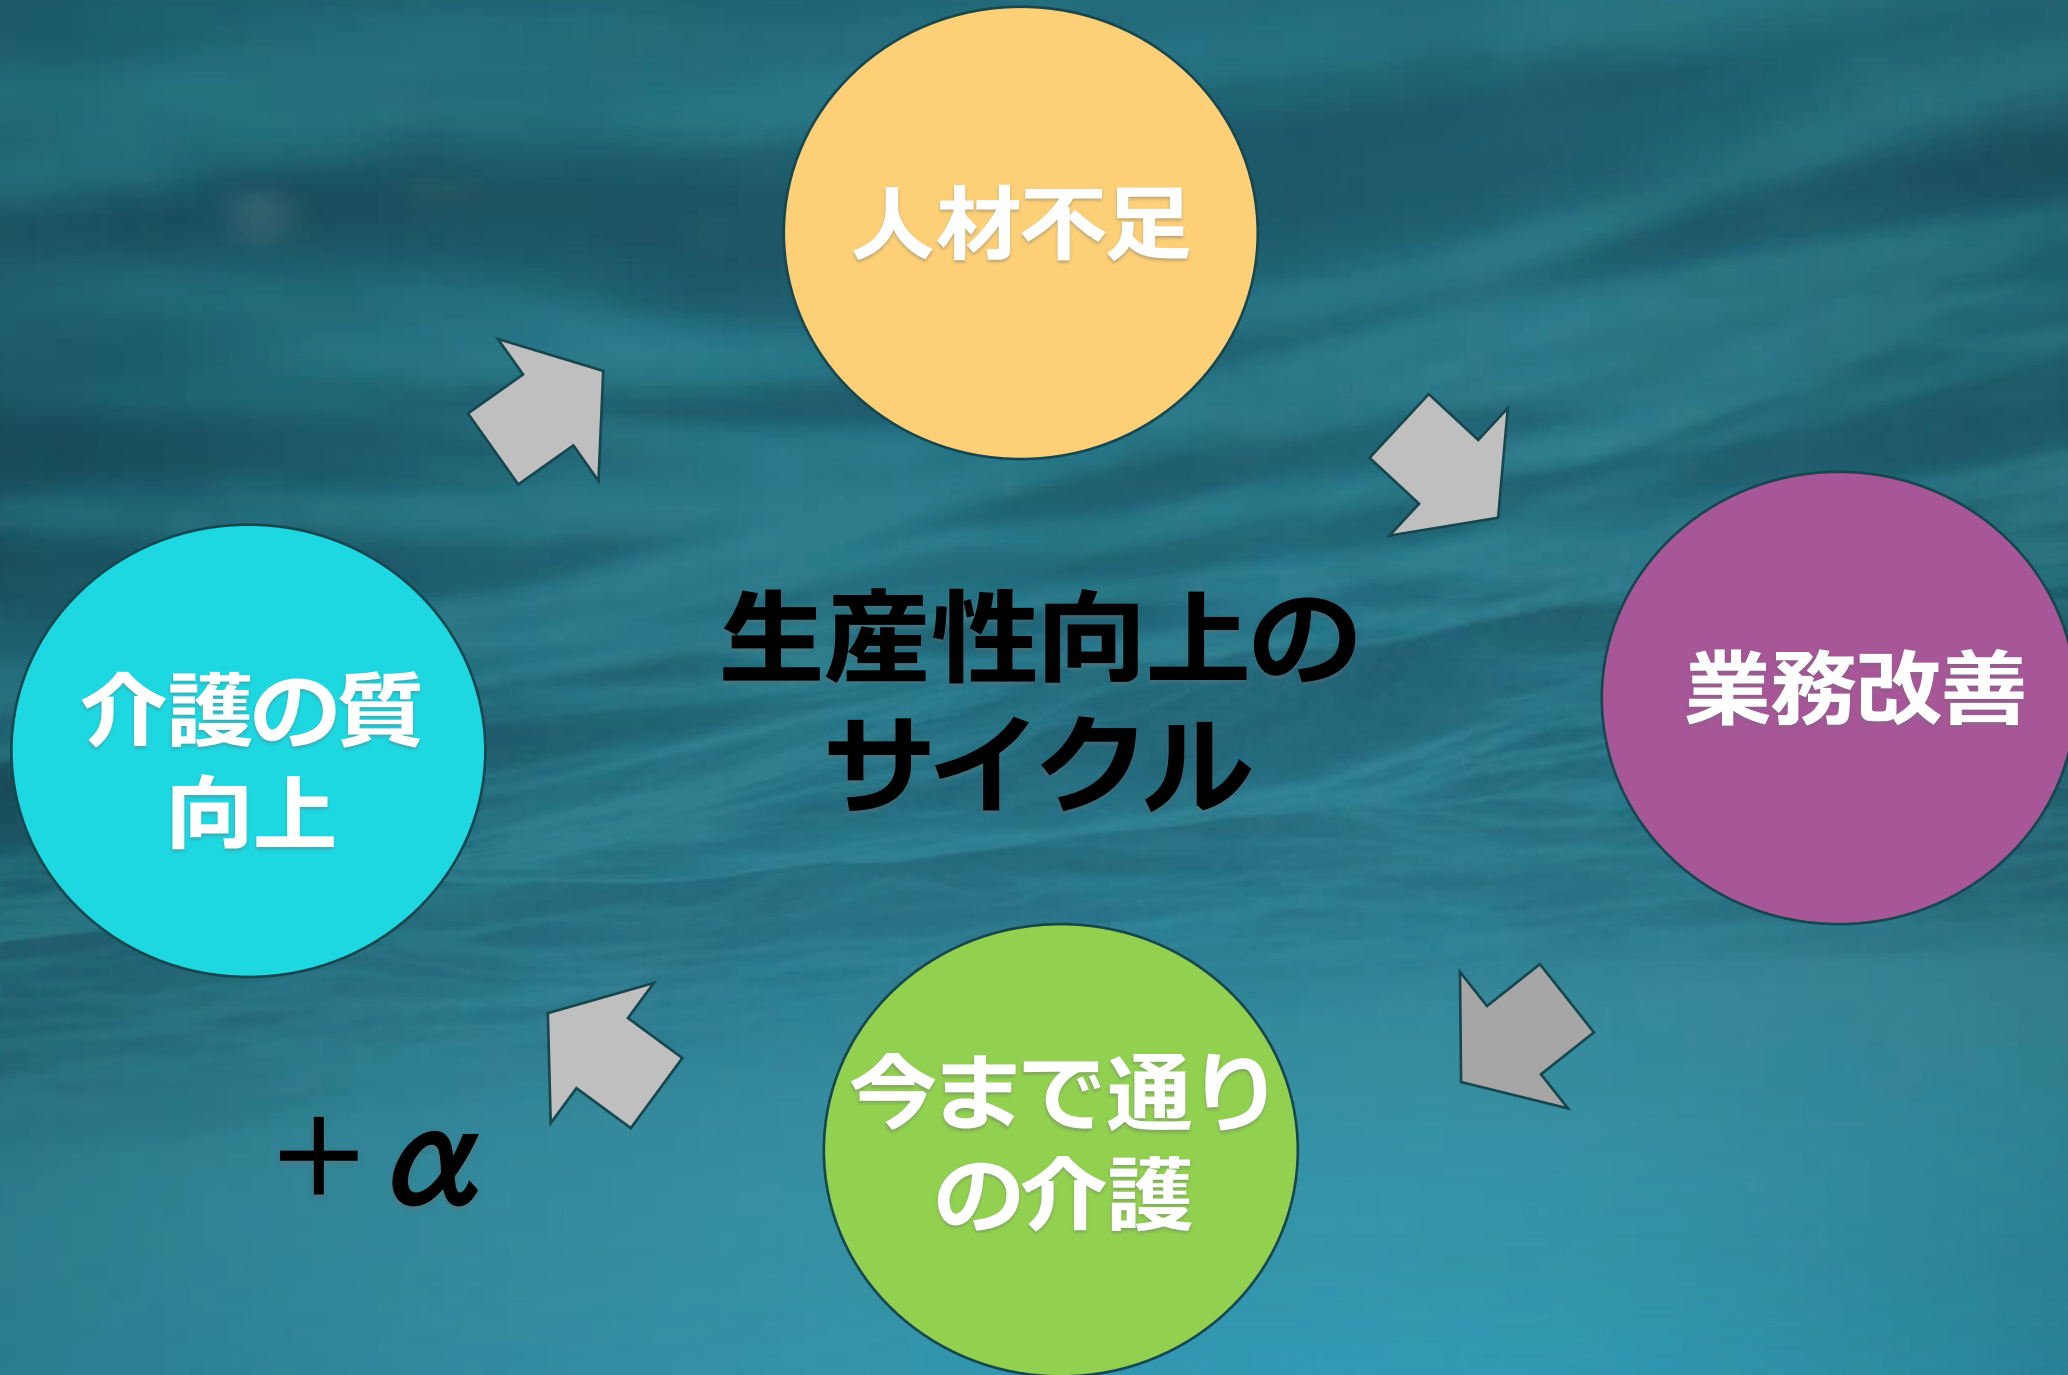 人材不足
業務改善
生産性向上の
サイクル
介護の質
向上
今まで通り
の介護
＋α